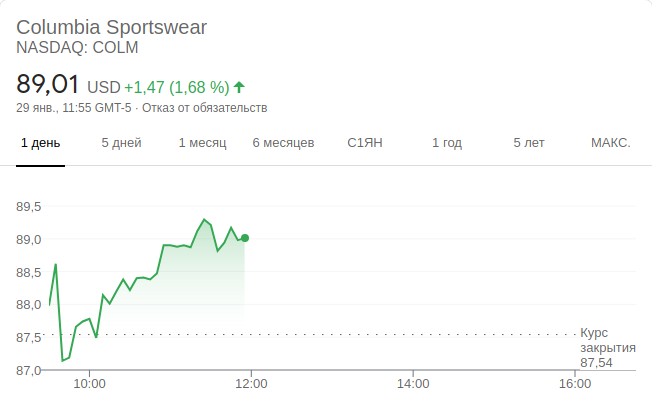 Columbia Sportswear
NASDAQ: COLM
89,01 USD +1,47 (1,68 %)
29 янв., 11:55 GMT-5 · Отказ от обязательств
1 день 5 дней 1 месяц 6 месяцев С1ЯН 1 год 5 лет МАКС.
89,5
89,0
88,5
88,0
87,5
87,0
Курс
закрытия
87,54
10:00 12:00 14:00 16:00